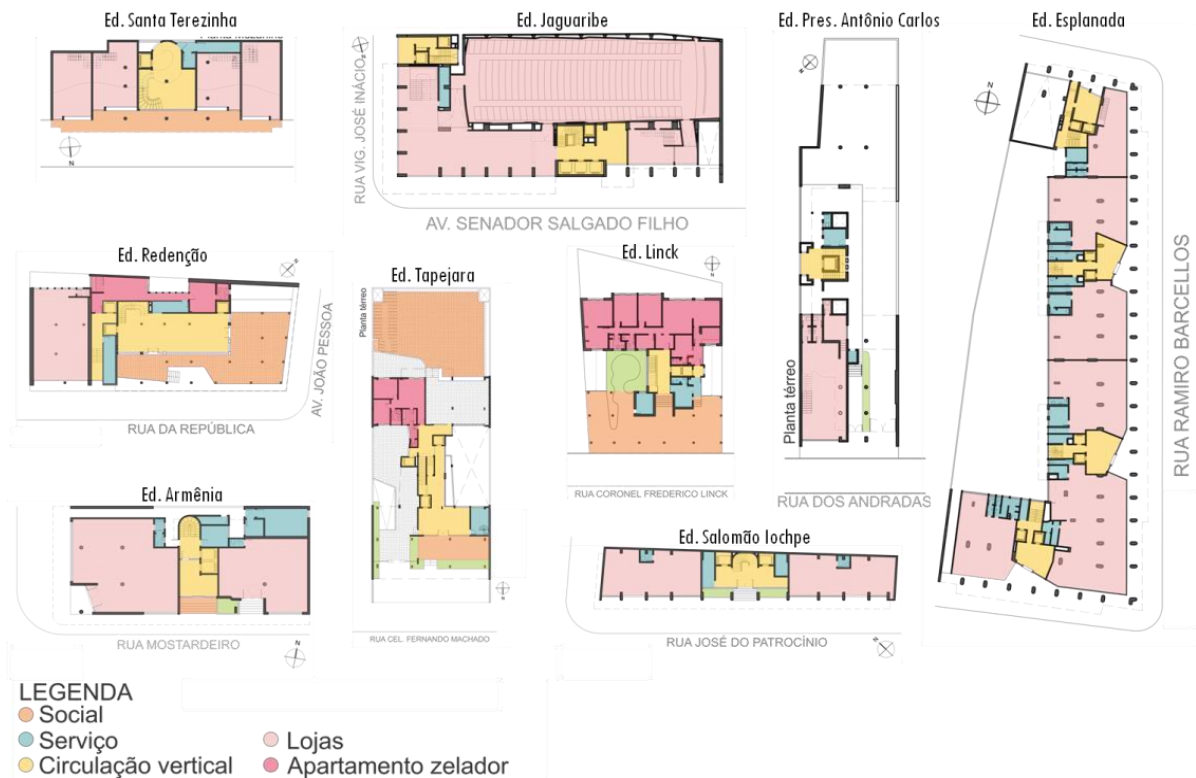 Ed. Santa Terezinha
Ed. Jaguaribe
Ed. Pres. Antônio Carlos
Ed. Esplanada
N
N
N
N
RUA VIG. JOSÉ INÁCIO
AV. SENADOR SALGADO FILHO
Ed. Redenção
N
AV. JOÃO PESSOA
RUA DA REPÚBLICA
Ed. Tapejara
Planta térreo
N
RUA CEL. FERNANDO MACHADO
Ed. Linck
N
RUA CORONEL FREDERICO LINCK
Planta térreo
RUA DOS ANDRADAS
RUA RAMIRO BARCELLOS
Ed. Armênia
RUA MOSTARDEIRO
N
Ed. Salomão Iochpe
RUA JOSÉ DO PATROCÍNIO
N
LEGENDA
Social
Serviço
Circulação vertical
Lojas
Apartamento zelador